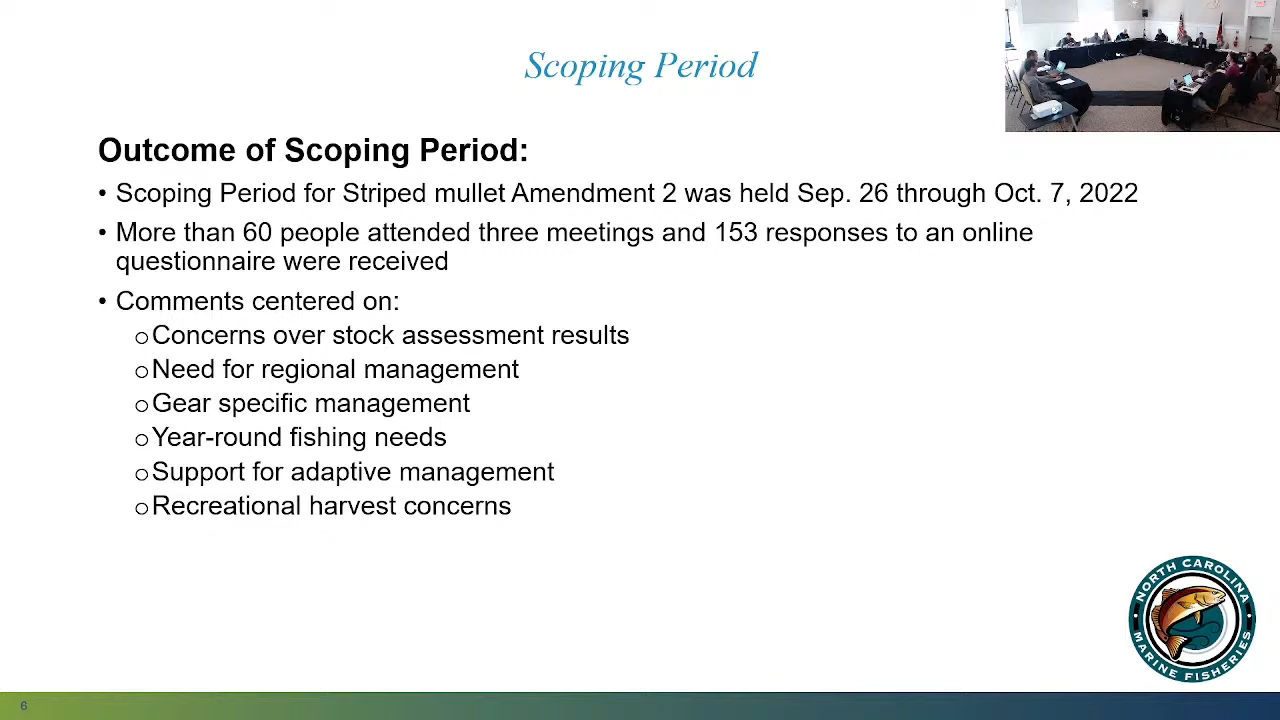 Scoping Period
Outcome of Scoping Period:
• Scoping Period for Striped mullet Amendment 2 was held Sep. 26 through Oct. 7, 2022
• More than 60 people attended three meetings and 153 responses to an online
questionnaire were received
• Comments centered on:
o Concerns over stock assessment results
o Need for regional management
o Gear specific management
o Year-round fishing needs
o Support for adaptive management
o Recreational harvest concerns
NORTH CAROLINA
MARINE FISHERIES
6